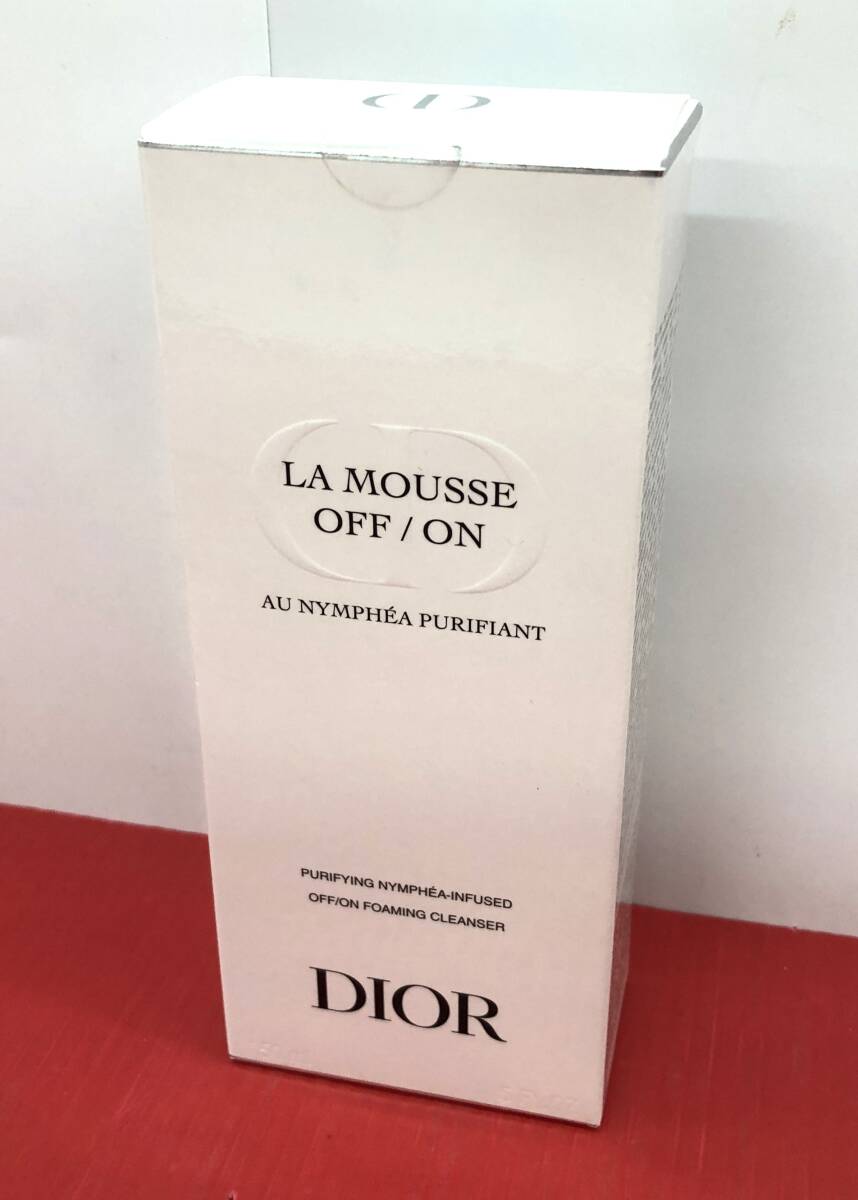 LA MOUSSE
OFF / ON
AU NYMPHÉA PURIFIANT
PURIFYING NYMPHÉA-INFUSED
OFF/ON FOAMING CLEANSER
DIOR